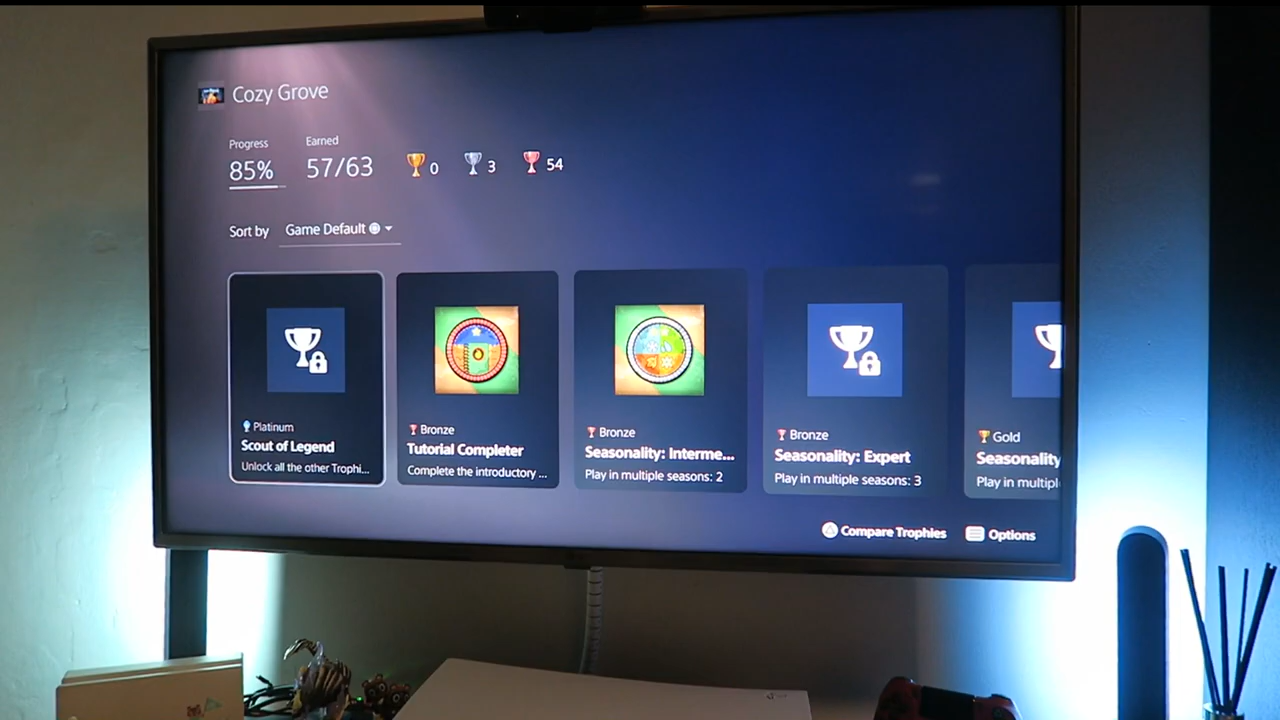 Cozy Grove
Progress
Earned
85%
57/63
0
3
54
Sort by
Game Default
Platinum
Scout of Legend
Unlock all the other Trophi...
Bronze
Tutorial Completer
Complete the introductory ...
Bronze
Seasonality: Interme...
Play in multiple seasons: 2
Bronze
Seasonality: Expert
Play in multiple seasons: 3
Gold
Seasonality
Play in multipl
Compare Trophies
Options